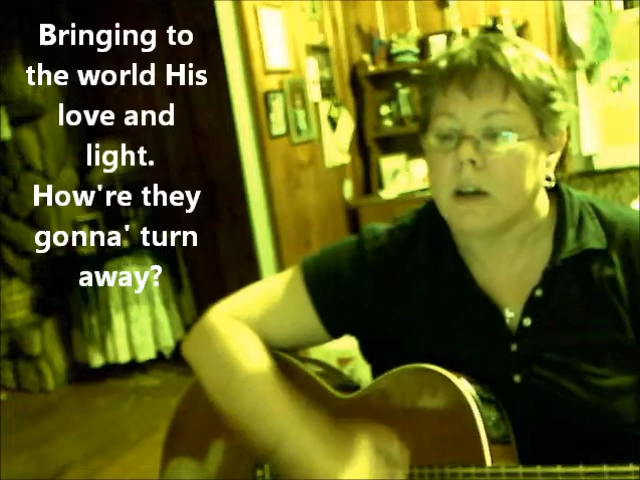 Bringing to
the world His
love and
light.
How're they
gonna' turn
away?